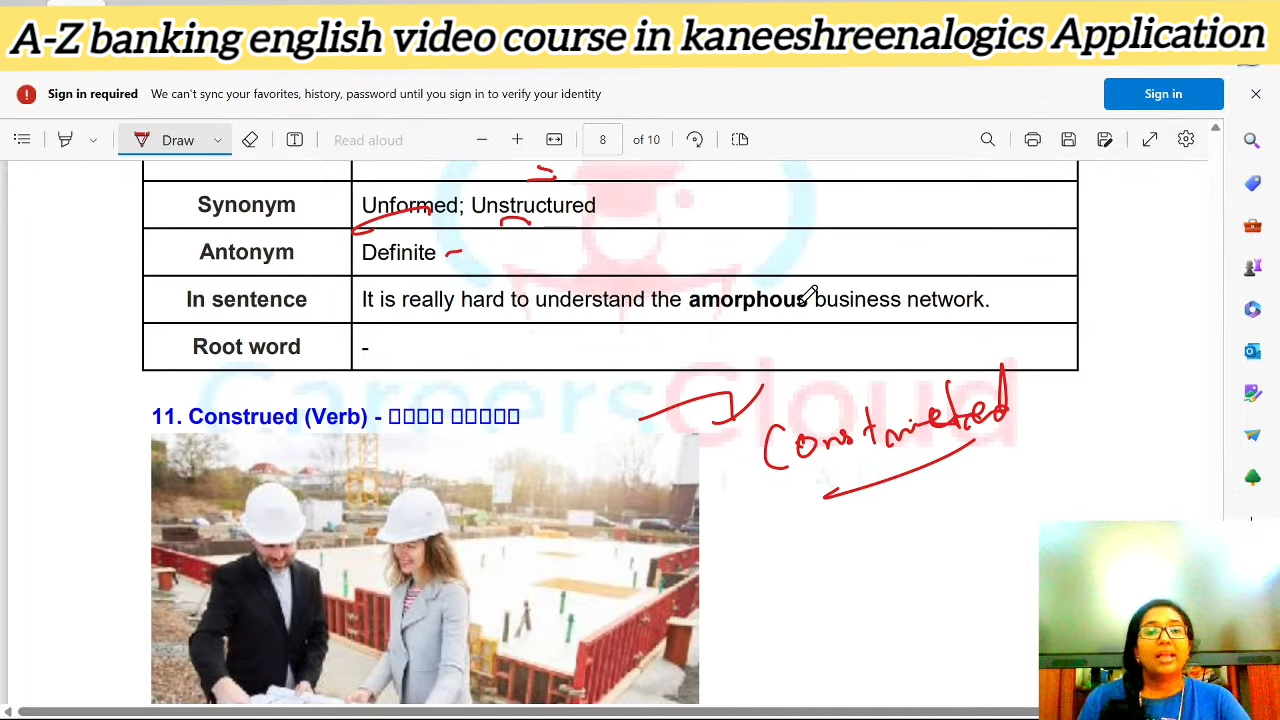 A-Z banking english video course in kaneeshreenalogics Application
Sign in required We can't sync your favorites, history, password until you sign in to verify your identity
Sign in
Draw
Read aloud
8 of 10
Synonym Unformed; Unstructured
Antonym Definite
In sentence It is really hard to understand the amorphous business network.
Root word -
CareersCloud
11. Construed (Verb) -
Constructed